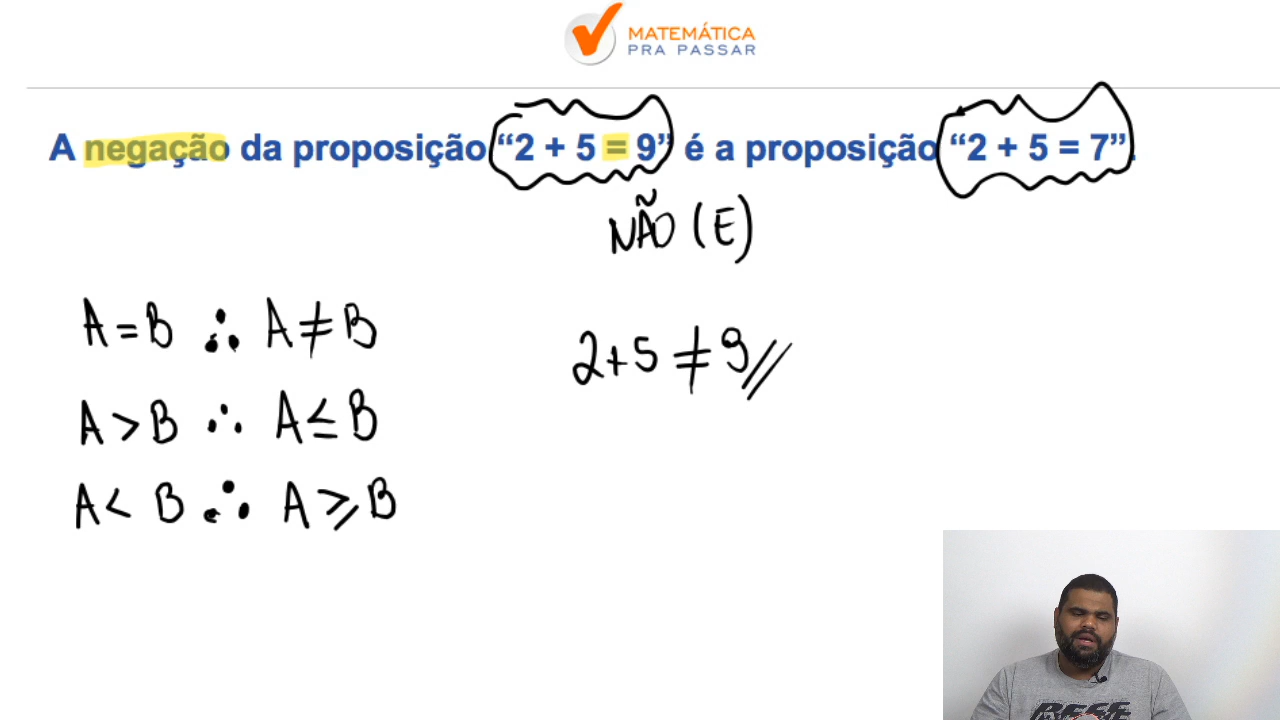 MATEMÁTICA
PRA PASSAR
A negação da proposição “2 + 5 = 9” é a proposição “2 + 5 = 7”.
NÃO (E)
A = B ∴ A ≠ B
2+5 ≠ 9//
A > B ∴ A ≤ B
A < B ∴ A ≥ B